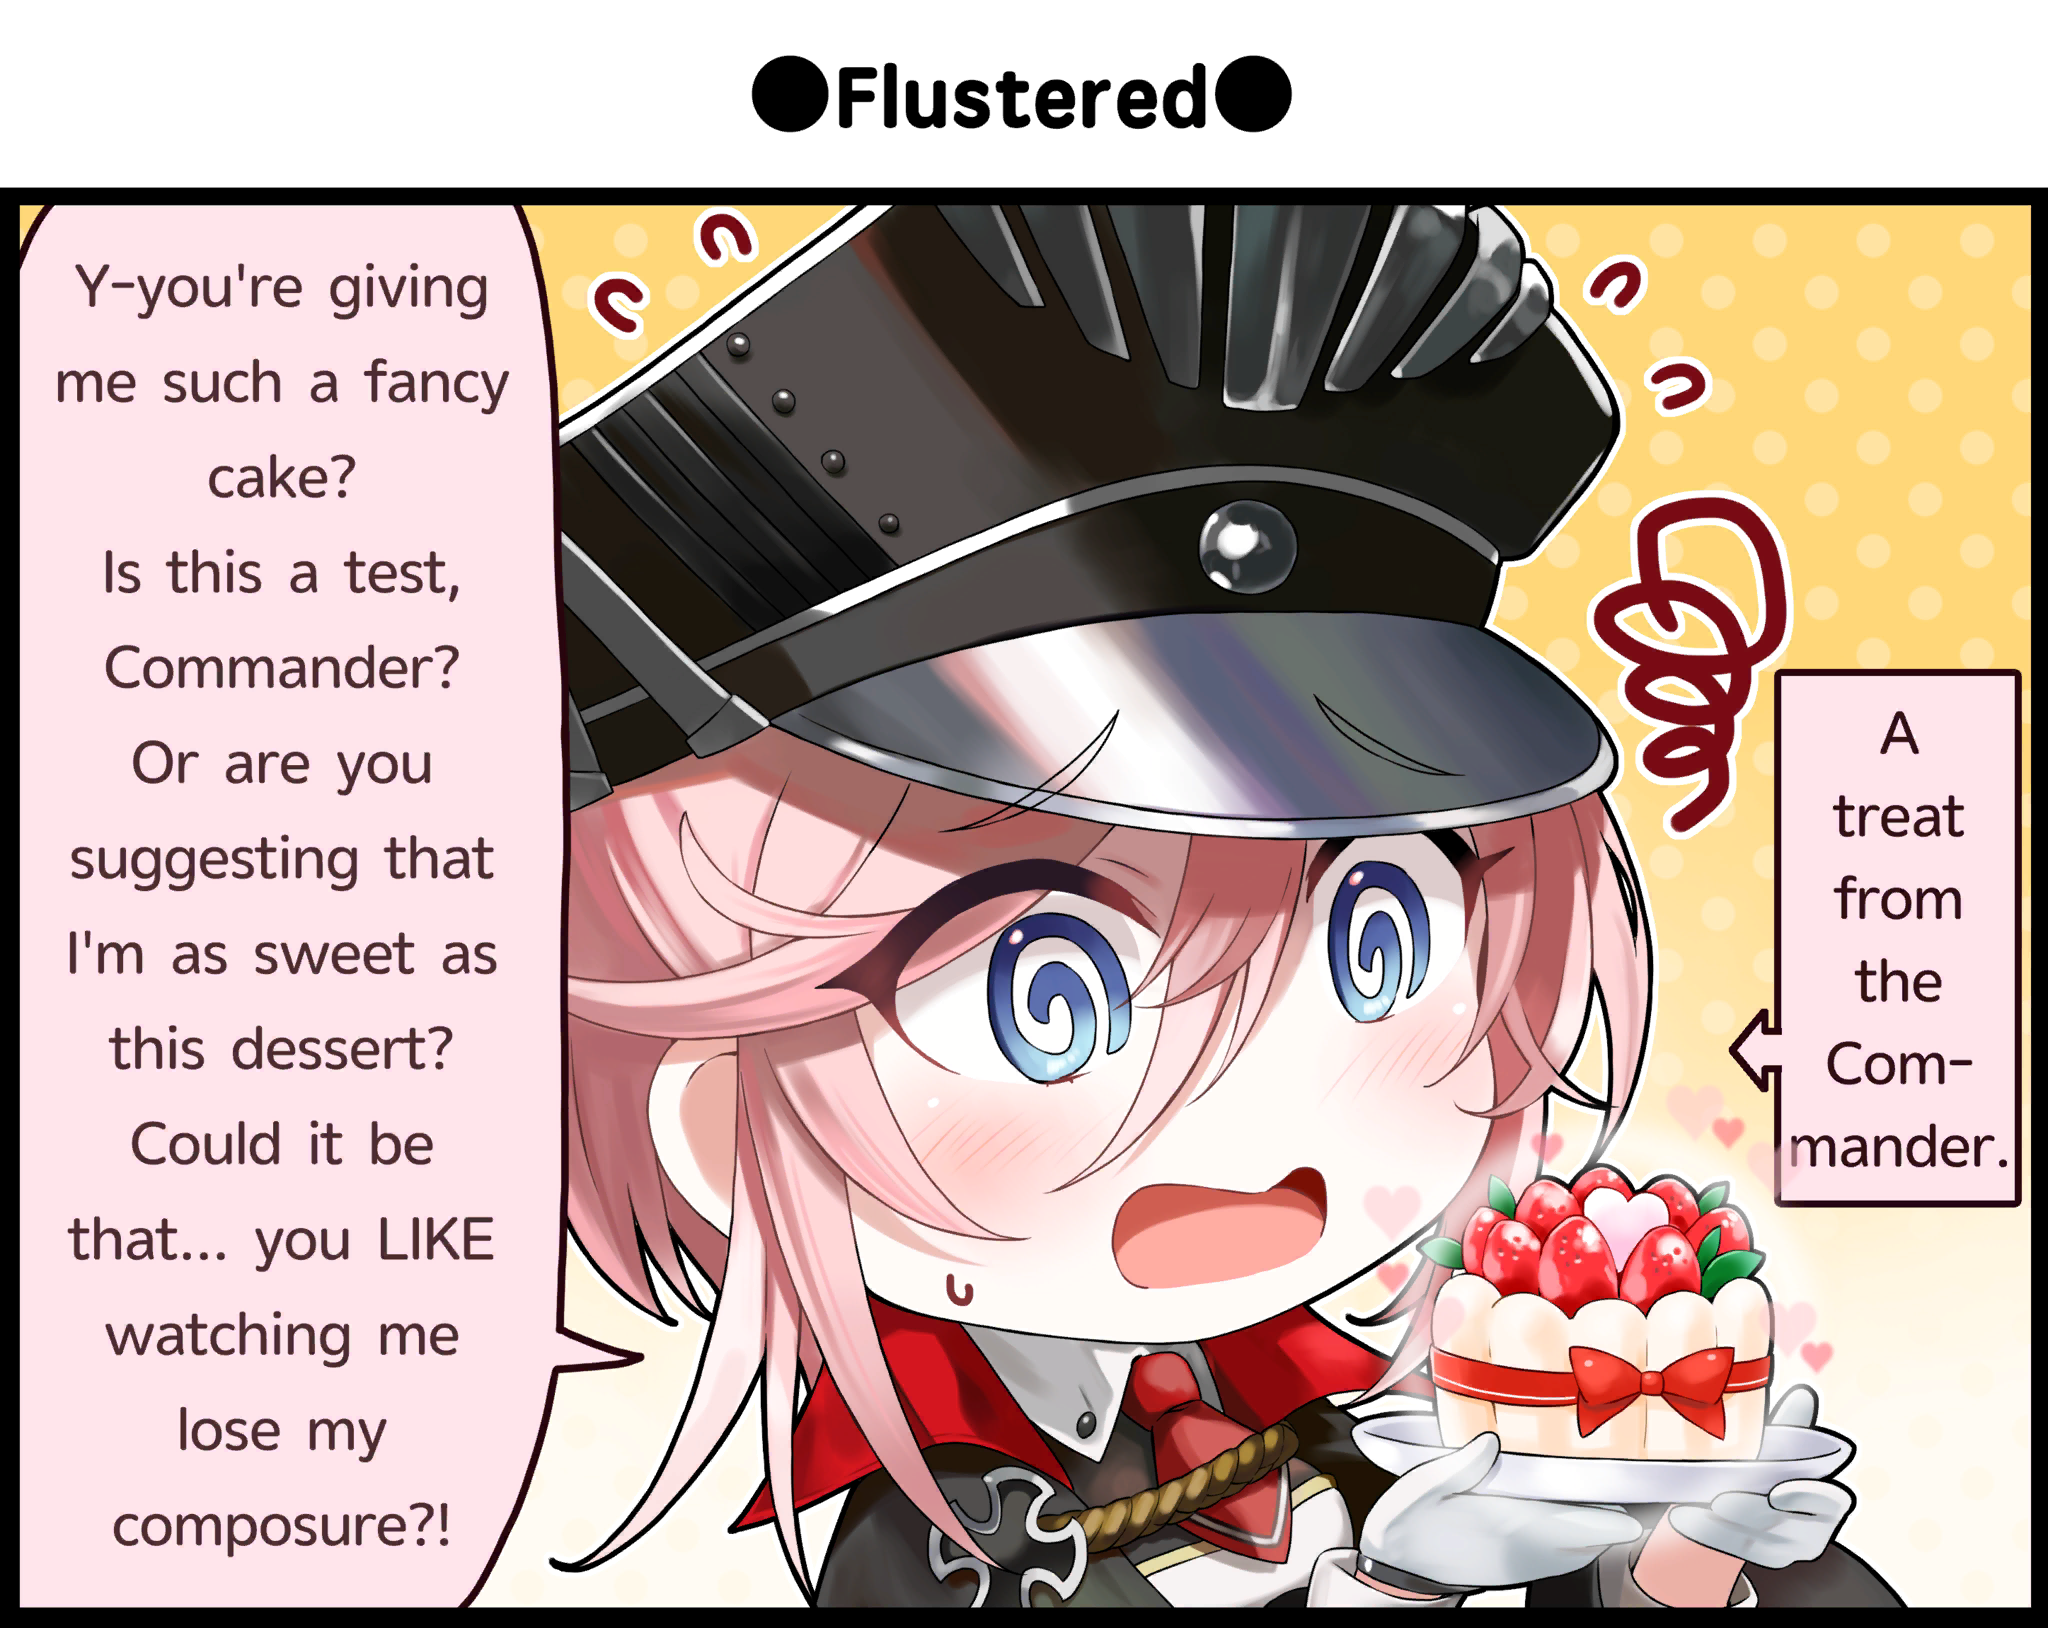 ●Flustered●
Y-you're giving
me such a fancy
cake?
Is this a test,
Commander?
Or are you
suggesting that
I'm as sweet as
this dessert?
Could it be
that... you LIKE
watching me
lose my
composure?!
A
treat
from
the
Com-
mander.